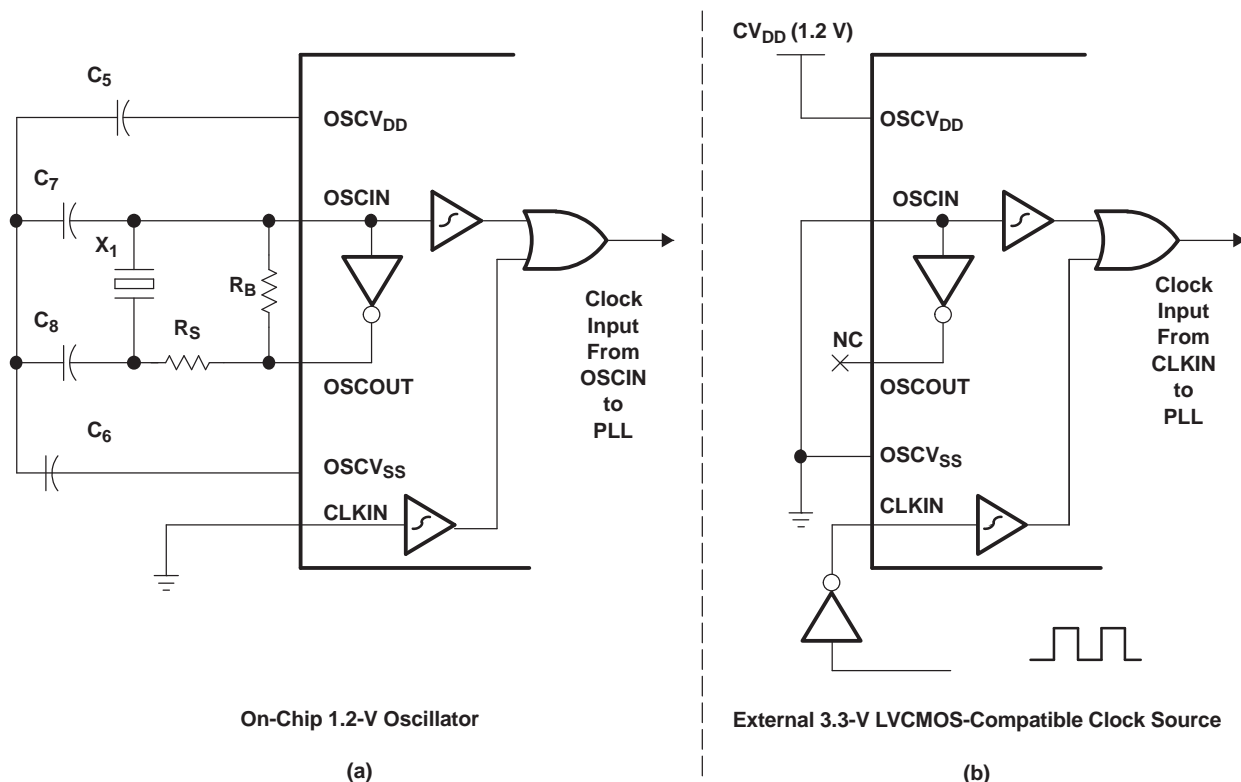 C5
OSCVDD
C7
OSCIN
X1
RB
C8
RS
OSCOUT
C6
OSCVSS
CLKIN
Clock
Input
From
OSCIN
to
PLL
On-Chip 1.2-V Oscillator
(a)
CVDD (1.2 V)
OSCVDD
OSCIN
NC
OSCOUT
OSCVSS
CLKIN
Clock
Input
From
CLKIN
to
PLL
External 3.3-V LVCMOS-Compatible Clock Source
(b)